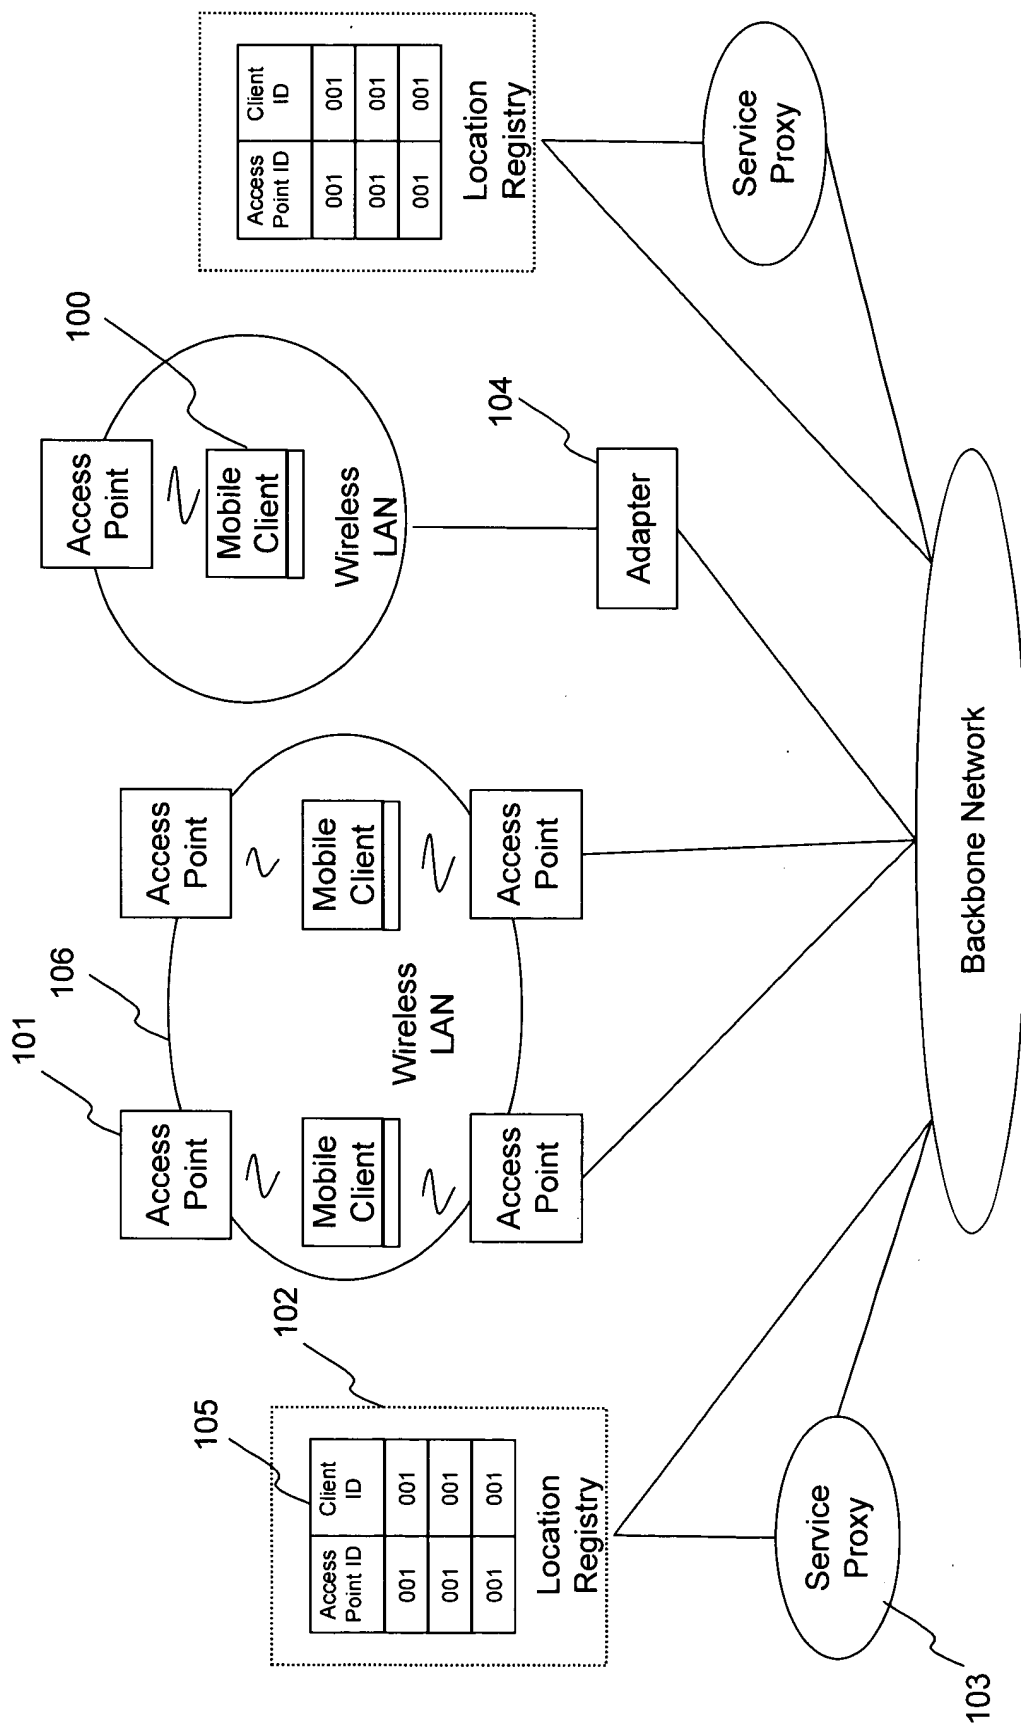 105
102
Access
Point ID
Client
ID
001
001
001
001
001
001
Location
Registry
Service
Proxy
103
101
106
Access
Point
Access
Point
Mobile
Client
Mobile
Client
Wireless
LAN
Access
Point
Access
Point
100
Access
Point
Mobile
Client
Wireless
LAN
104
Adapter
Access
Point ID
Client
ID
001
001
001
001
001
001
Location
Registry
Service
Proxy
Backbone Network